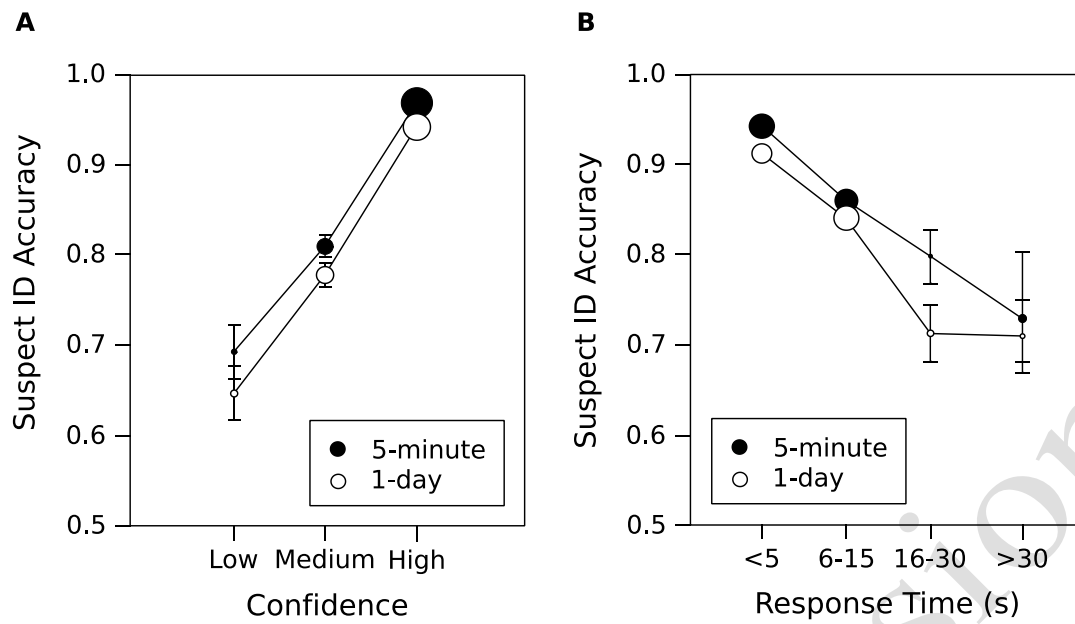 A
Suspect ID Accuracy
1.0
0.9
0.8
0.7
0.6
0.5
5-minute
1-day
Low Medium High
Confidence
B
Suspect ID Accuracy
1.0
0.9
0.8
0.7
0.6
0.5
5-minute
1-day
<5 6-15 16-30 >30
Response Time (s)